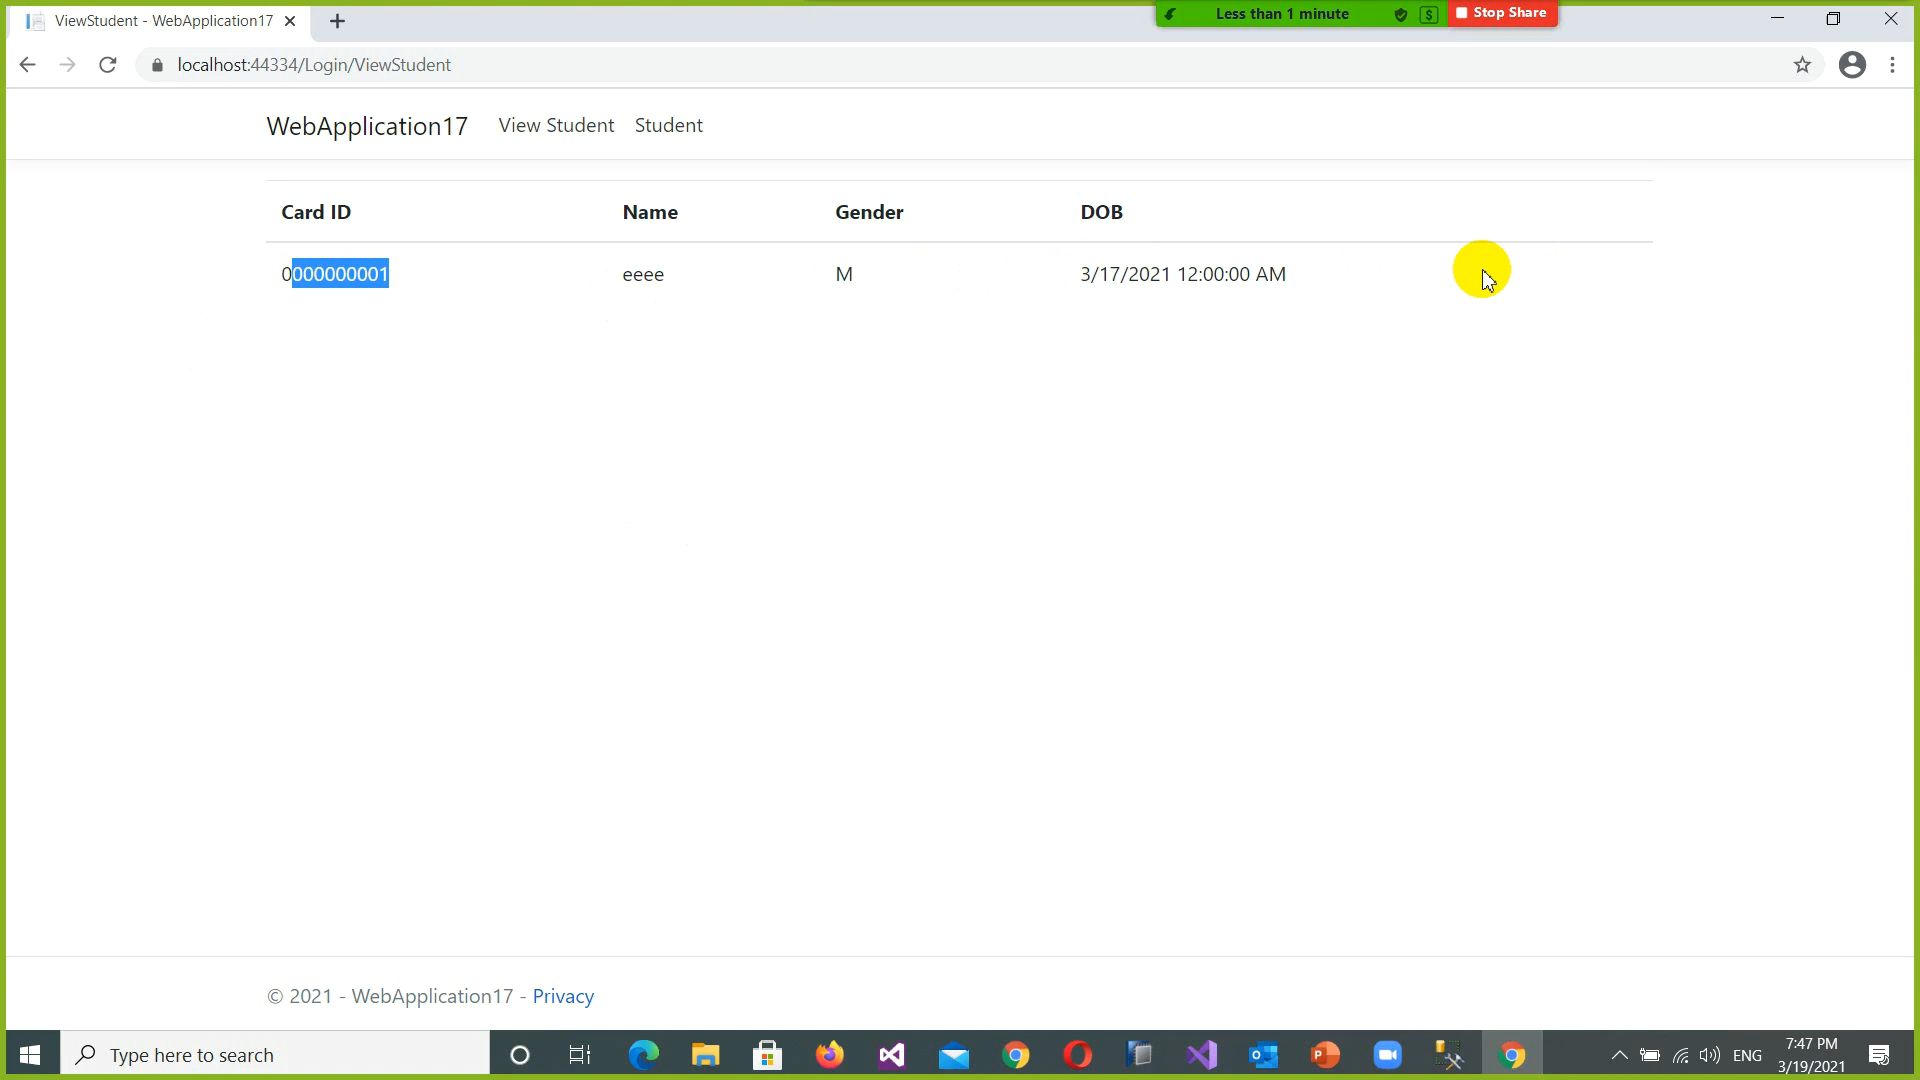 ViewStudent - WebApplication17
Less than 1 minute
Stop Share
localhost:44334/Login/ViewStudent
WebApplication17 View Student Student
Card ID Name Gender DOB
0000000001 eeee M 3/17/2021 12:00:00 AM
© 2021 - WebApplication17 - Privacy
Type here to search
ENG
7:47 PM
3/19/2021